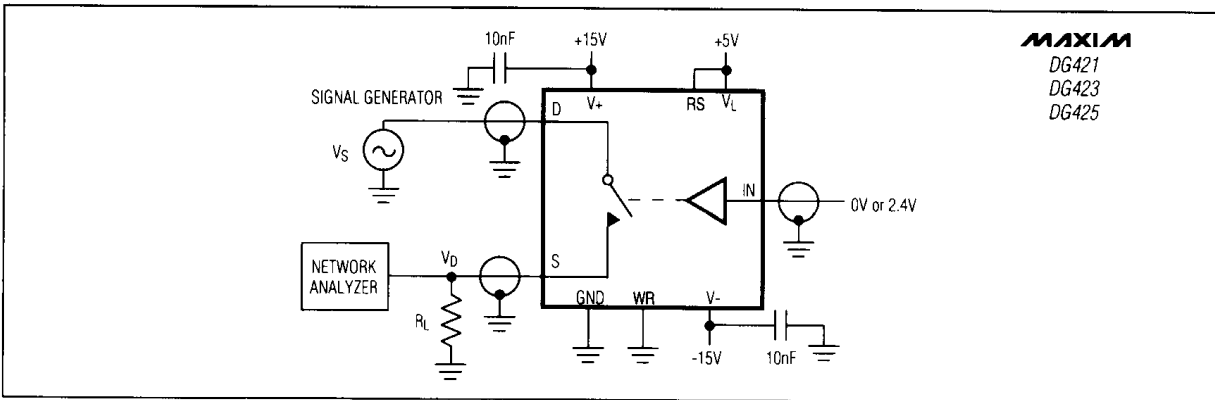 MAXIM
DG421
DG423
DG425
10nF
+15V
+5V
SIGNAL GENERATOR
D
V+
RS
VL
VS
IN
0V or 2.4V
NETWORK
ANALYZER
VD
S
RL
GND
WR
V-
-15V
10nF